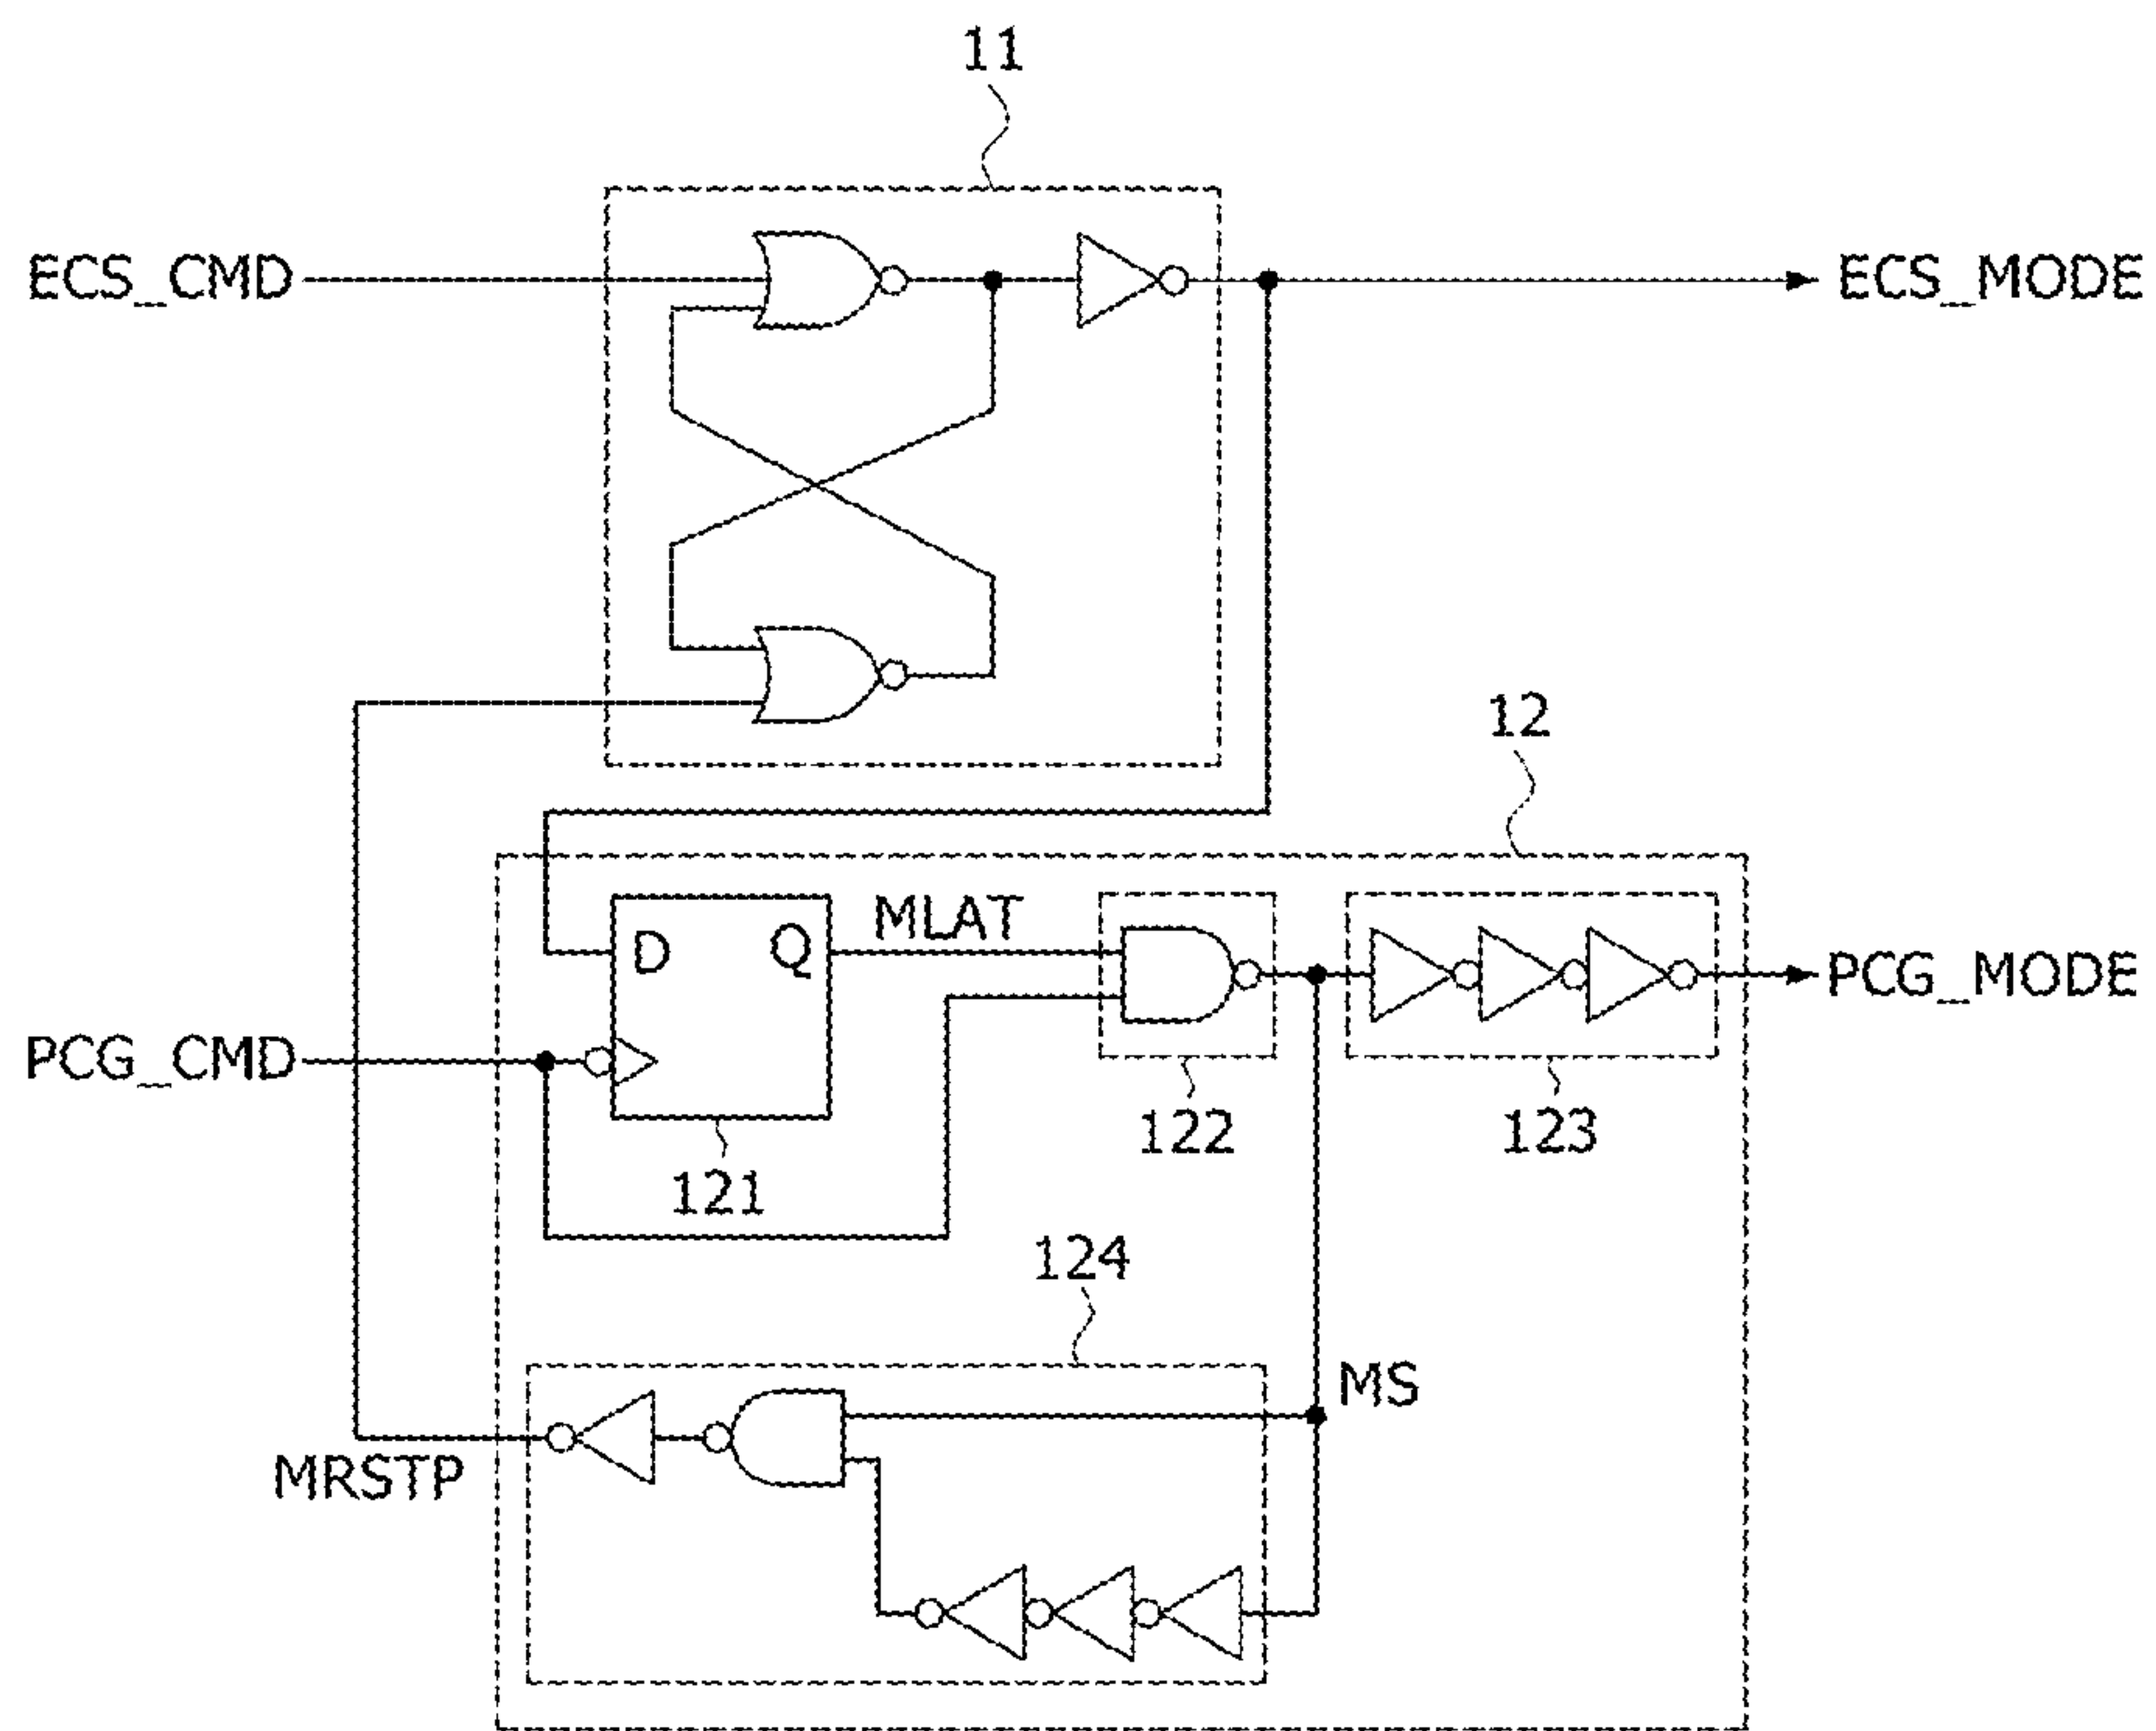 11
ECS_CMD
ECS_MODE
12
MLAT
D
Q
PCG_MODE
PCG_CMD
122
123
121
124
MS
MRSTP